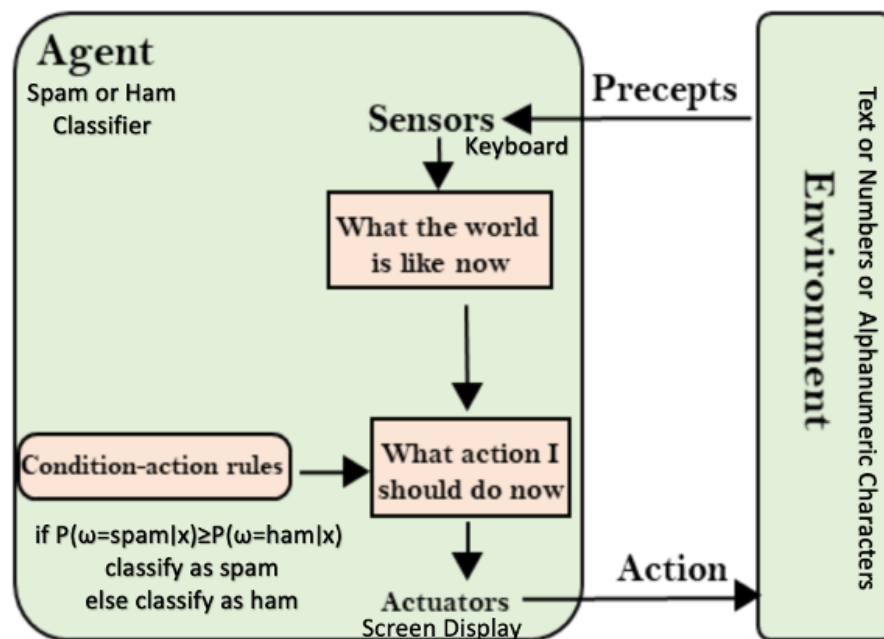 Agent
Spam or Ham
Classifier
Precepts
Sensors
Keyboard
What the world
is like now
Condition-action rules
What action I
should do now
if P(ω=spam|x)≥P(ω=ham|x)
classify as spam
else classify as ham
Action
Actuators
Screen Display
Environment
Text or Numbers or Alphanumeric Characters